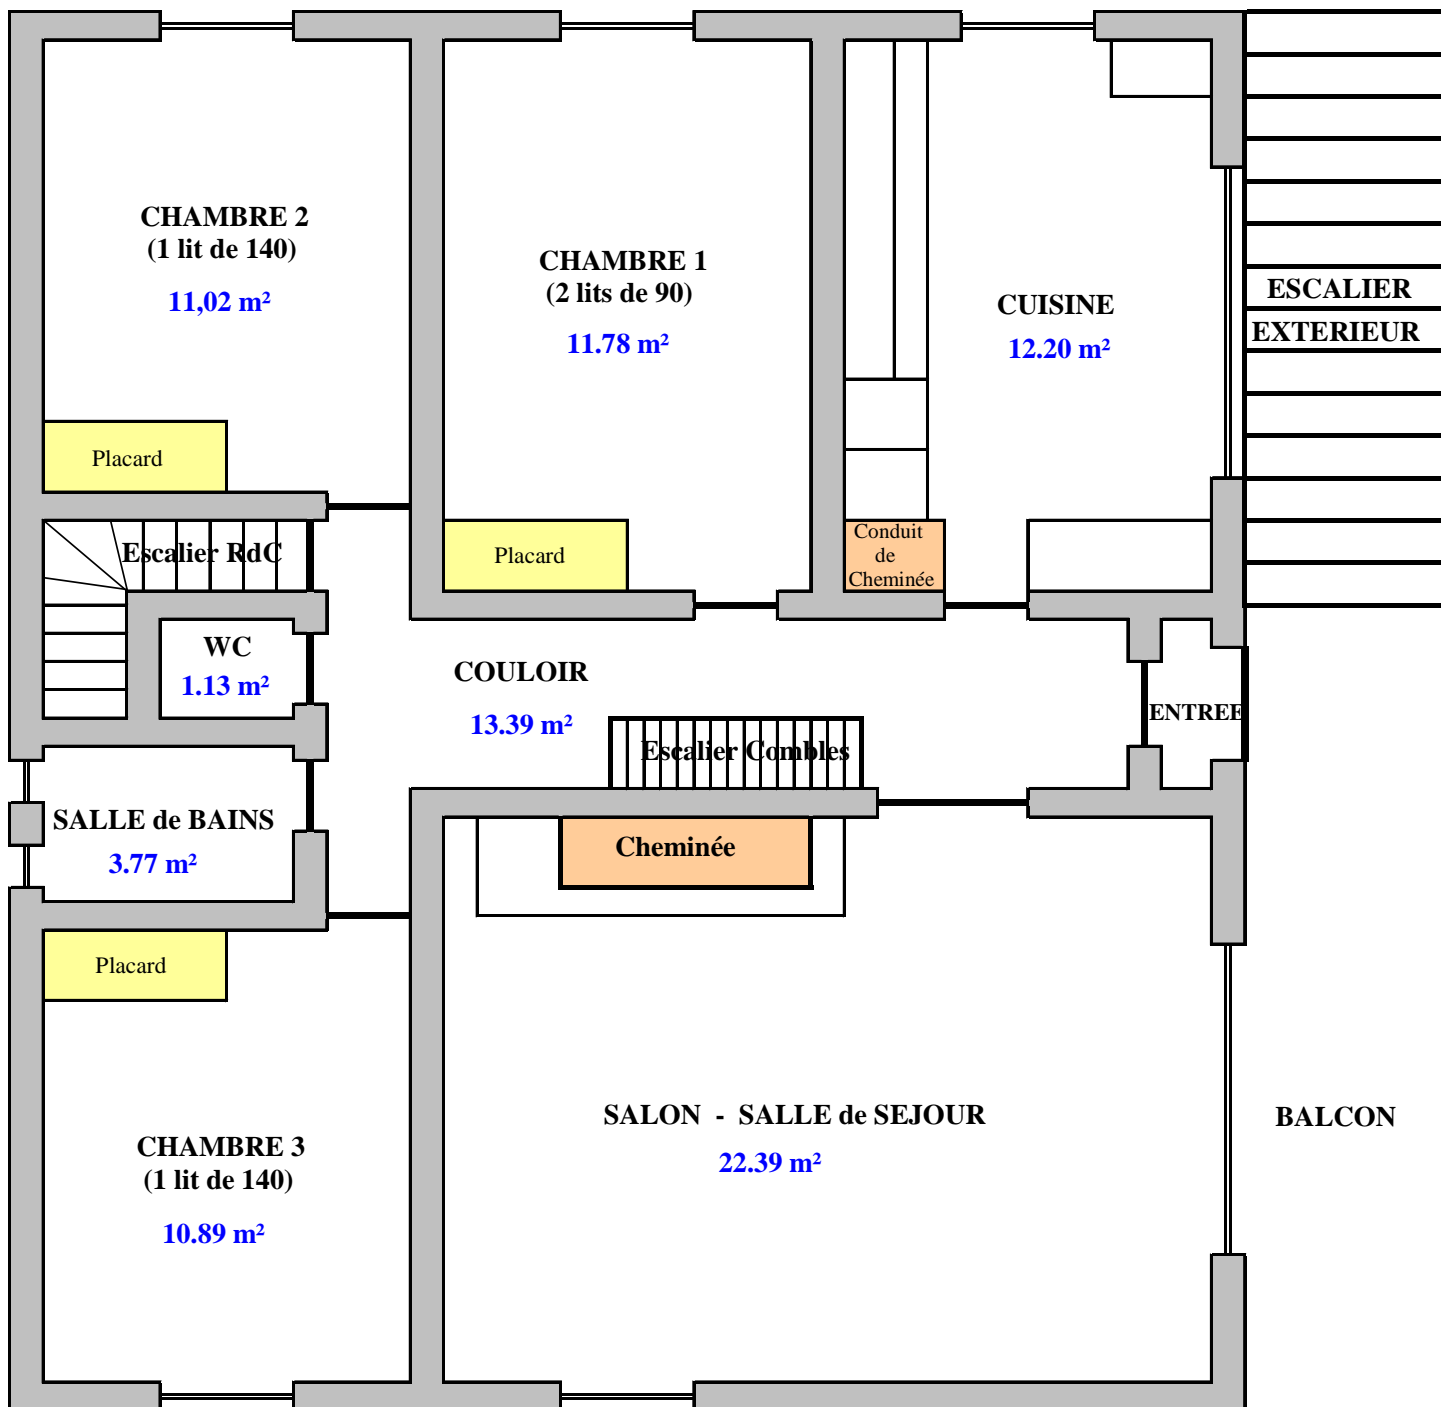 CHAMBRE 2
(1 lit de 140)
11,02 m²
CHAMBRE 1
(2 lits de 90)
11.78 m²
CUISINE
12.20 m²
ESCALIER
EXTERIEUR
Placard
Placard
Conduit
de
Cheminée
Escalier RdC
WC
1.13 m²
COULOIR
13.39 m²
ENTREE
Escalier Combles
SALLE de BAINS
3.77 m²
Cheminée
Placard
CHAMBRE 3
(1 lit de 140)
10.89 m²
SALON - SALLE de SEJOUR
22.39 m²
BALCON